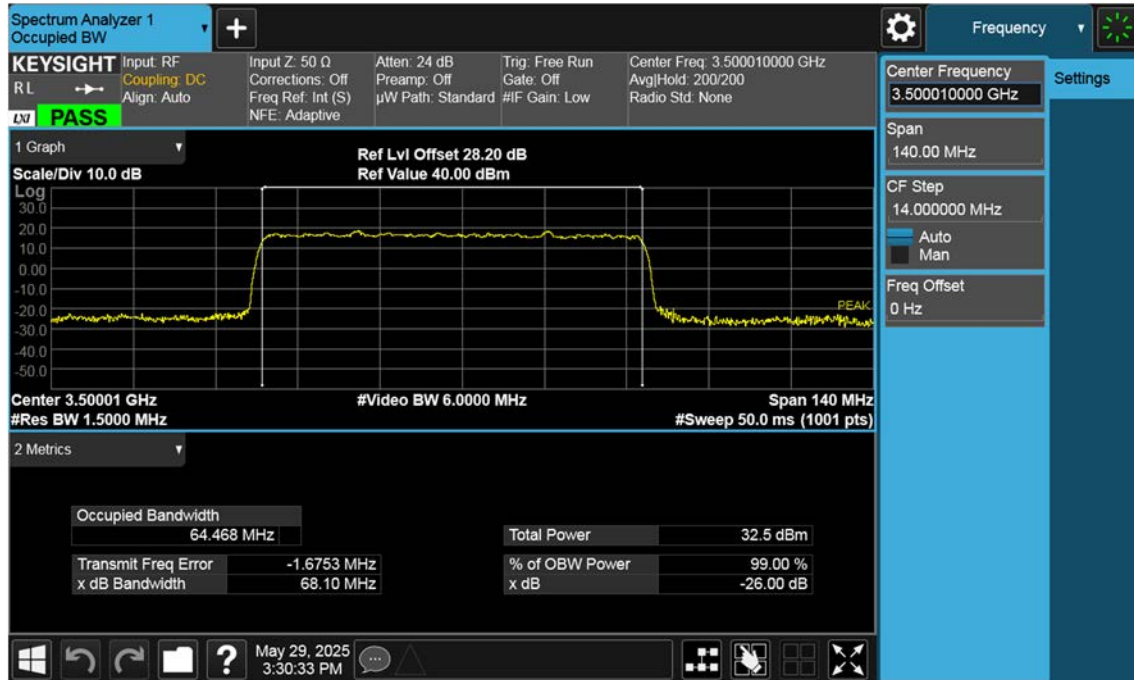 Spectrum Analyzer 1
Occupied BW
Frequency
KEYSIGHT
R L
LXI
PASS
Input: RF
Coupling: DC
Align: Auto
Input Z: 50 Ω
Corrections: Off
Freq Ref: Int (S)
NFE: Adaptive
Atten: 24 dB
Preamp: Off
µW Path: Standard
Trig: Free Run
Gate: Off
#IF Gain: Low
Center Freq: 3.500010000 GHz
Avg|Hold: 200/200
Radio Std: None
Center Frequency
3.500010000 GHz
Settings
Span
140.00 MHz
CF Step
14.000000 MHz
Auto
Man
Freq Offset
0 Hz
1 Graph
Scale/Div 10.0 dB
Ref Lvl Offset 28.20 dB
Ref Value 40.00 dBm
Log
30.0
20.0
10.0
0.00
-10.0
-20.0
-30.0
-40.0
-50.0
PEAK
Center 3.50001 GHz
#Video BW 6.0000 MHz
Span 140 MHz
#Res BW 1.5000 MHz
#Sweep 50.0 ms (1001 pts)
2 Metrics
Occupied Bandwidth
64.468 MHz
Total Power 32.5 dBm
Transmit Freq Error -1.6753 MHz
% of OBW Power 99.00 %
x dB Bandwidth 68.10 MHz
x dB -26.00 dB
?
May 29, 2025
3:30:33 PM